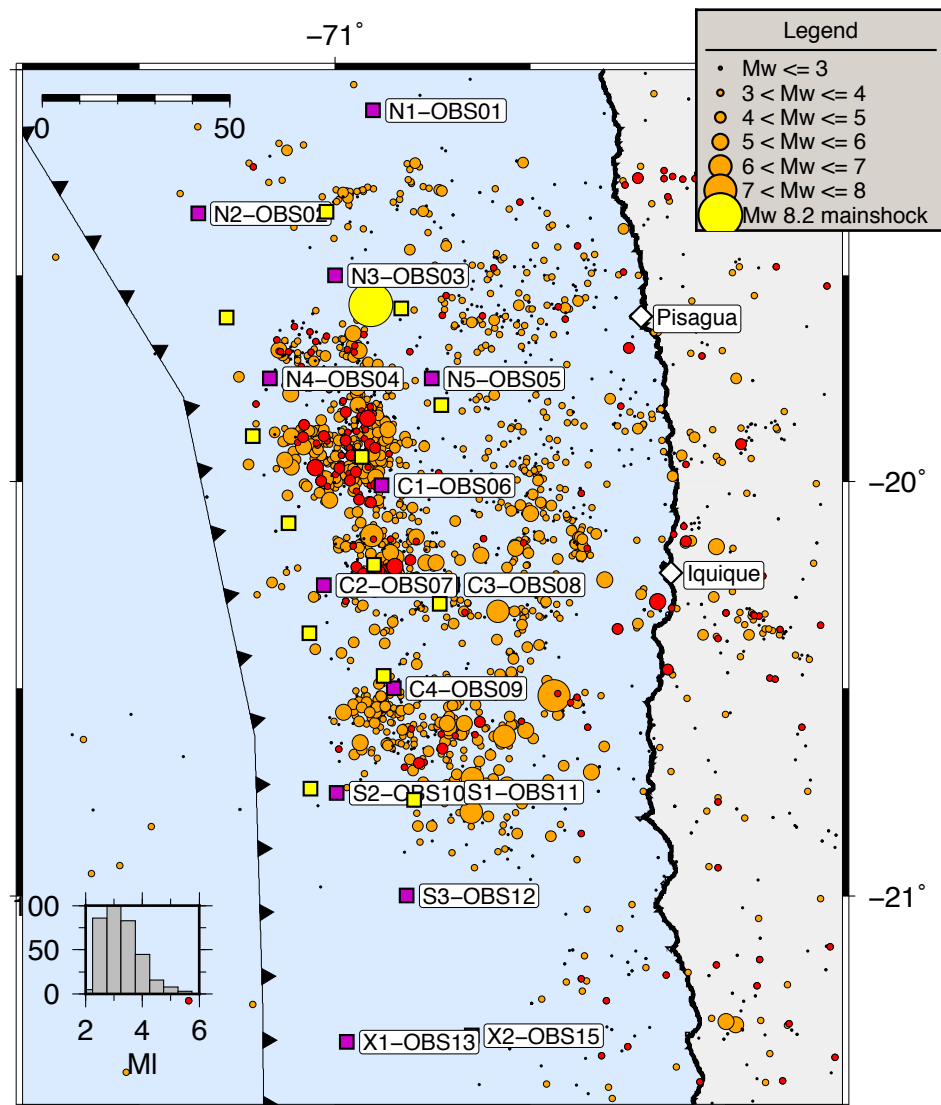 −71°
Legend
Mw <= 3
3 < Mw <= 4
4 < Mw <= 5
5 < Mw <= 6
6 < Mw <= 7
7 < Mw <= 8
Mw 8.2 mainshock
0 50
N1−OBS01
N2−OBS02
N3−OBS03
Pisagua
N4−OBS04
N5−OBS05
C1−OBS06
−20°
Iquique
C2−OBS07
C3−OBS08
C4−OBS09
S2−OBS10
S1−OBS11
S3−OBS12
−21°
00
50
0
2 4 6
Ml
X1−OBS13
X2−OBS15